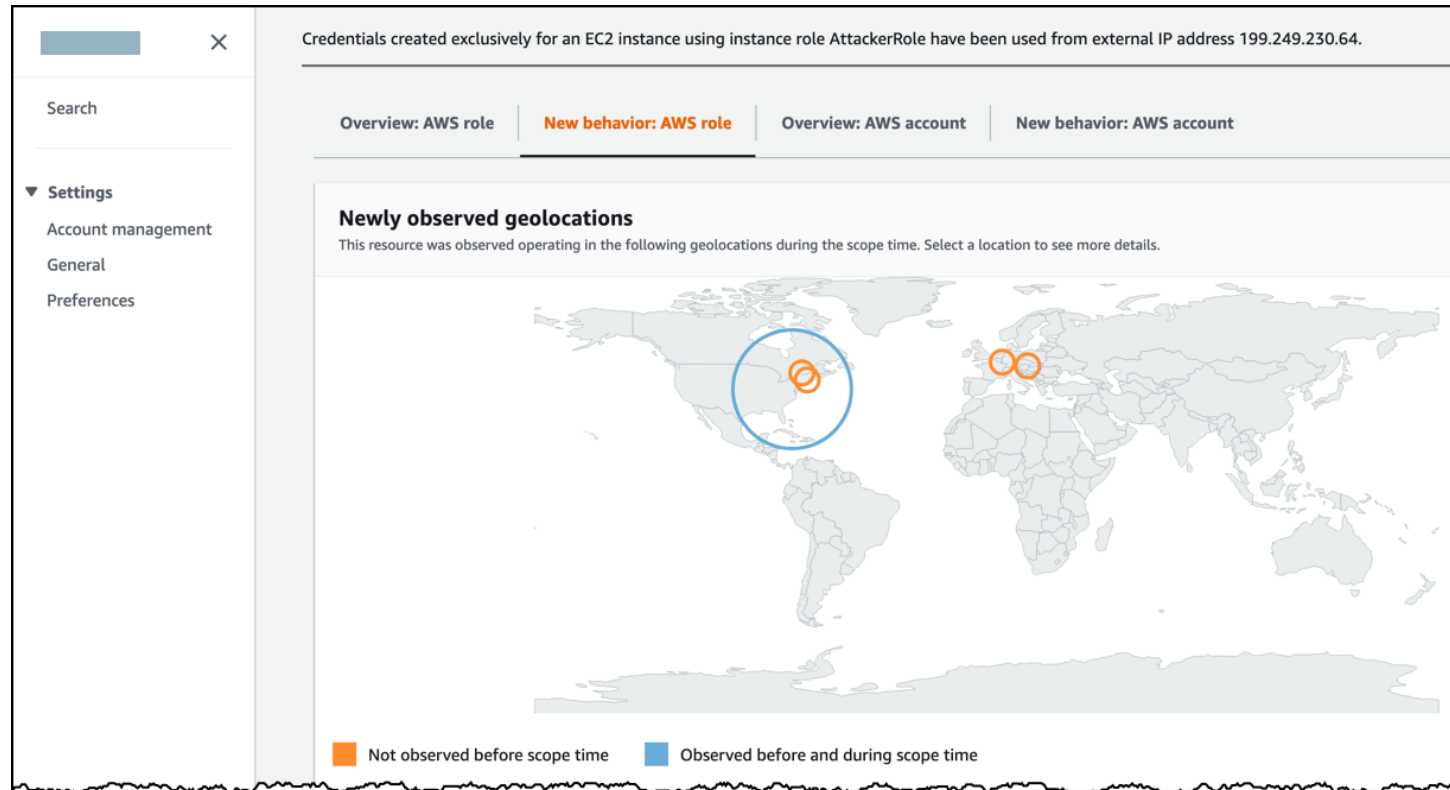 Credentials created exclusively for an EC2 instance using instance role AttackerRole have been used from external IP address 199.249.230.64.
Search
Settings
Account management
General
Preferences
Overview: AWS role
New behavior: AWS role
Overview: AWS account
New behavior: AWS account
Newly observed geolocations
This resource was observed operating in the following geolocations during the scope time. Select a location to see more details.
Not observed before scope time
Observed before and during scope time